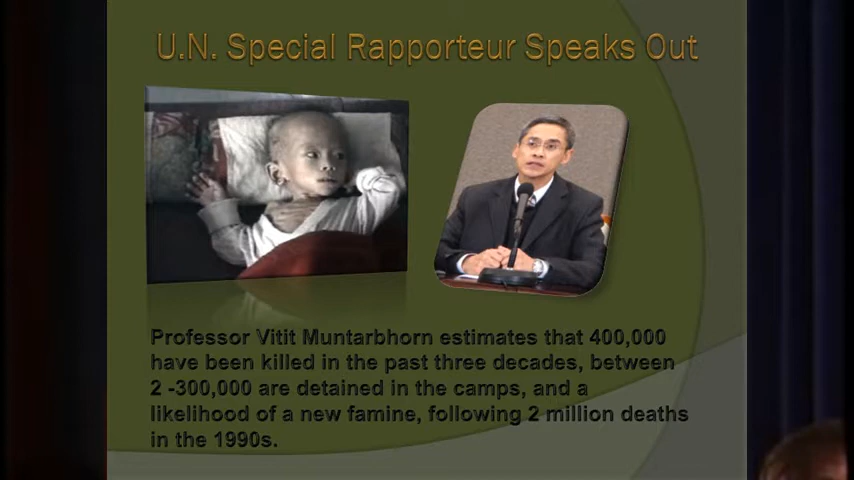 U.N. Special Rapporteur Speaks Out
Professor Vitit Muntarbhorn estimates that 400,000
have been killed in the past three decades, between
2 -300,000 are detained in the camps, and a
likelihood of a new famine, following 2 million deaths
in the 1990s.